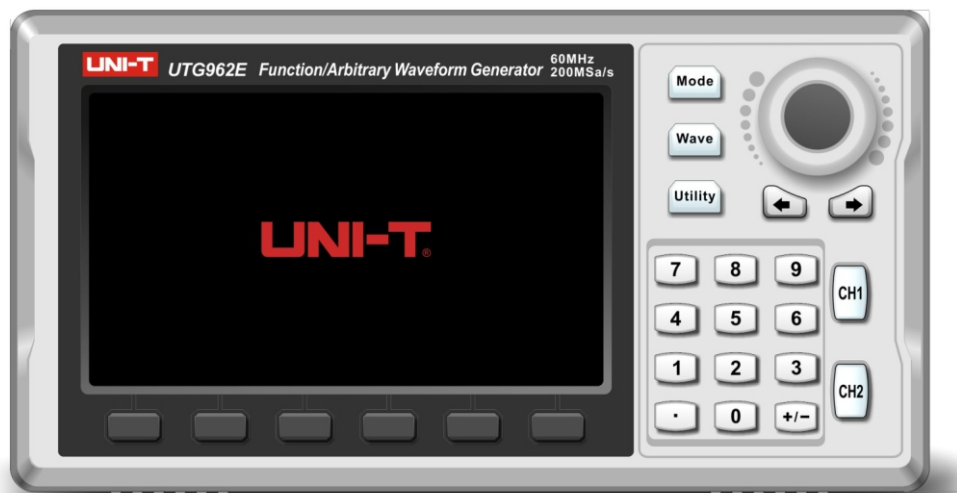 UNI-T UTG962E Function/Arbitrary Waveform Generator 60MHz
200MSa/s
UNI-T®
Mode
Wave
Utility
7 8 9
4 5 6
1 2 3
. 0 +/−
CH1
CH2